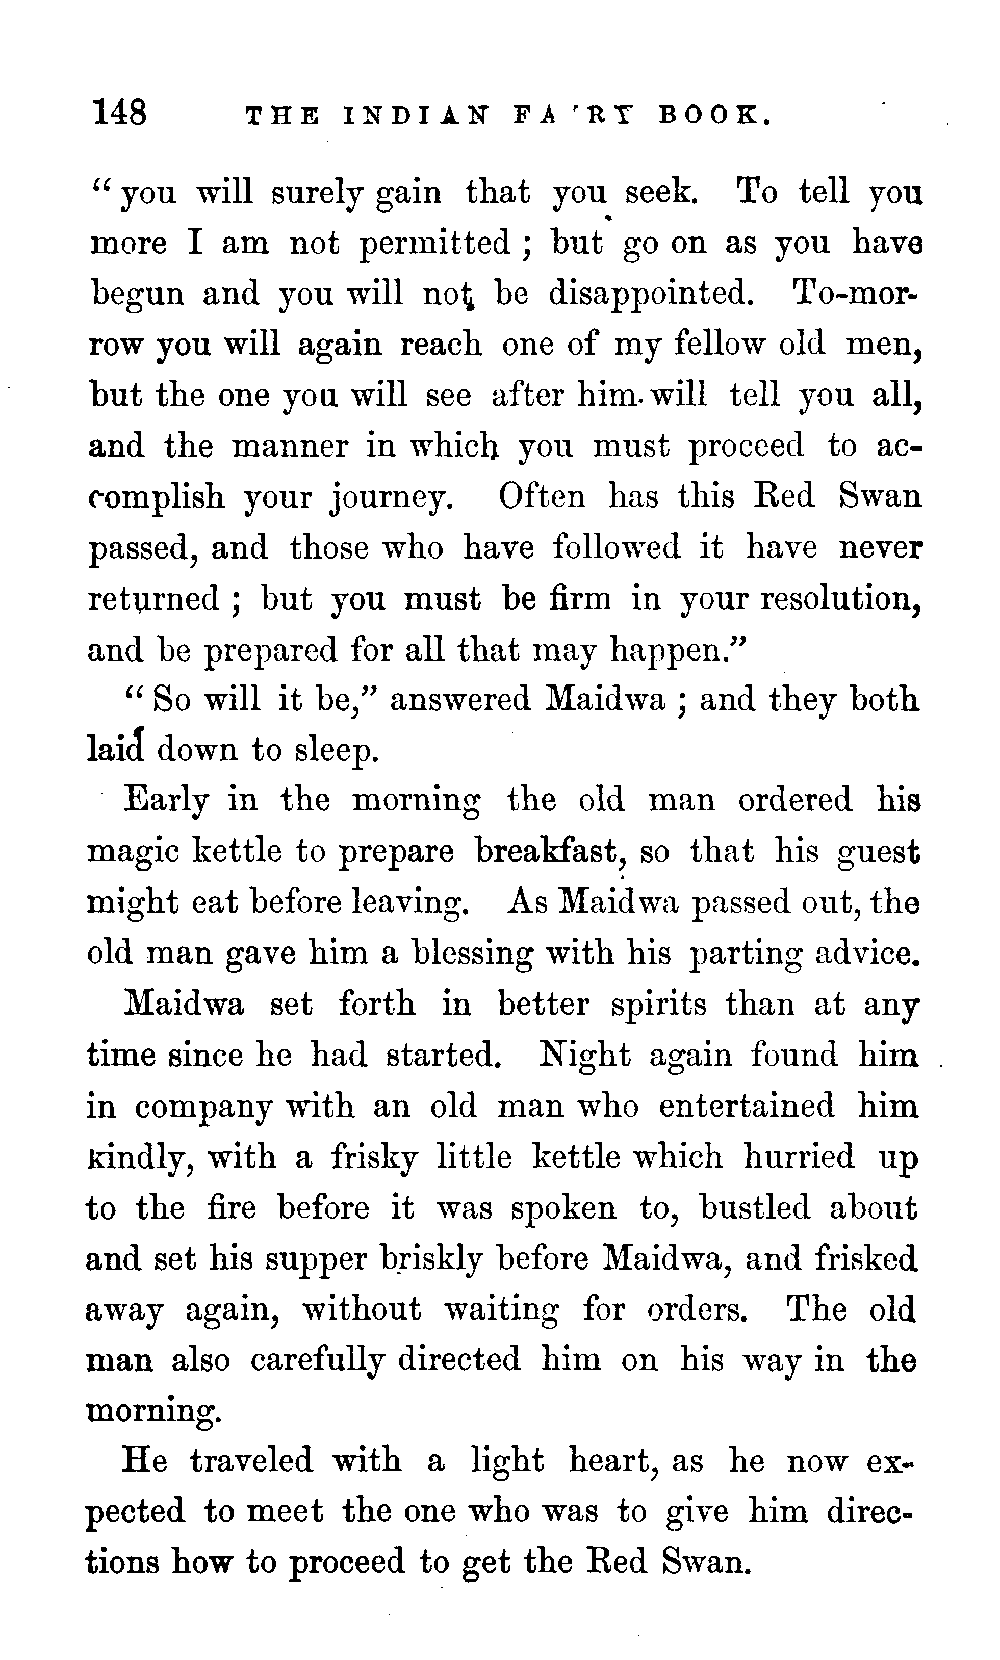 148 THE INDIAN FA'RY BOOK.
“you will surely gain that you seek. To tell you
more I am not permitted ; but go on as you have
begun and you will not be disappointed. To-mor-
row you will again reach one of my fellow old men,
but the one you will see after him will tell you all,
and the manner in which you must proceed to ac-
complish your journey. Often has this Red Swan
passed, and those who have followed it have never
returned ; but you must be firm in your resolution,
and be prepared for all that may happen.”
“So will it be,” answered Maidwa ; and they both
laid down to sleep.
Early in the morning the old man ordered his
magic kettle to prepare breakfast, so that his guest
might eat before leaving. As Maidwa passed out, the
old man gave him a blessing with his parting advice.
Maidwa set forth in better spirits than at any
time since he had started. Night again found him
in company with an old man who entertained him
kindly, with a frisky little kettle which hurried up
to the fire before it was spoken to, bustled about
and set his supper briskly before Maidwa, and frisked
away again, without waiting for orders. The old
man also carefully directed him on his way in the
morning.
He traveled with a light heart, as he now ex-
pected to meet the one who was to give him direc-
tions how to proceed to get the Red Swan.